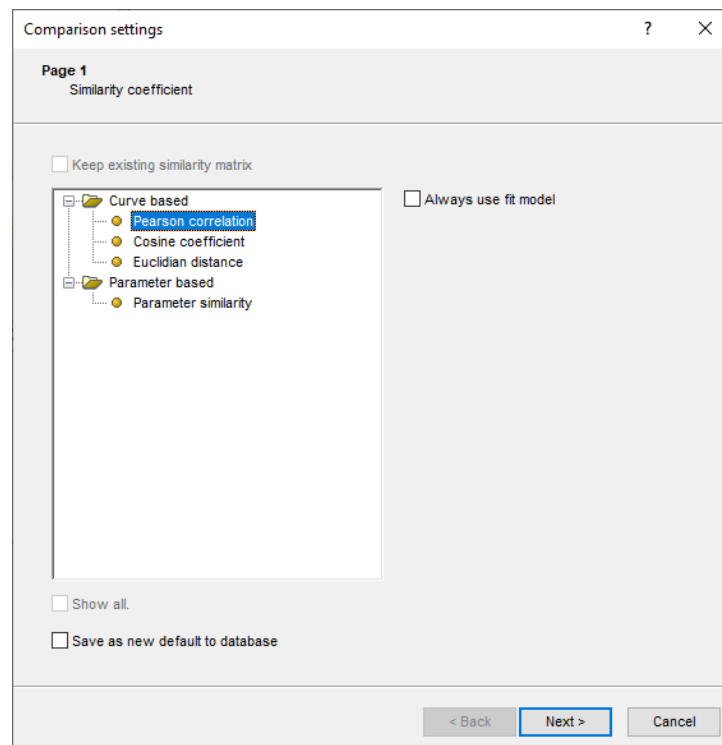 Comparison settings
?
Page 1
Similarity coefficient
Keep existing similarity matrix
Curve based
Always use fit model
Pearson correlation
Cosine coefficient
Euclidian distance
Parameter based
Parameter similarity
Show all.
Save as new default to database
< Back
Next >
Cancel